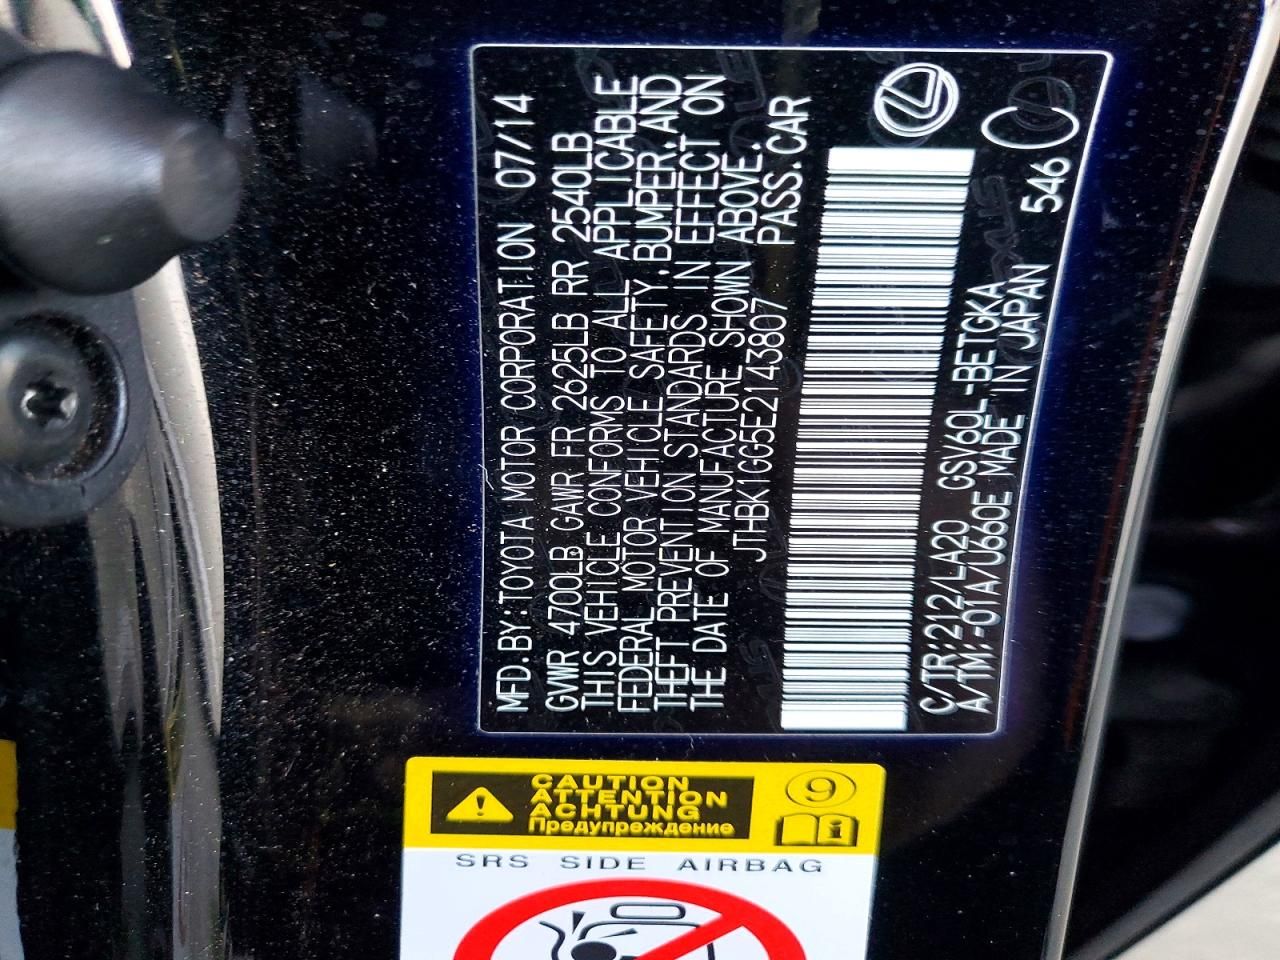 MFD.BY:TOYOTA MOTOR CORPORATION 07/14
GVWR 4700LB GAWR FR 2625LB RR 2540LB
THIS VEHICLE CONFORMS TO ALL APPLICABLE
FEDERAL MOTOR VEHICLE SAFETY,BUMPER,AND
THEFT PREVENTION STANDARDS IN EFFECT ON
THE DATE OF MANUFACTURE SHOWN ABOVE.
JTHBK1GG5E2143807 PASS.CAR
C/TR:212/LA20 GSV60L-BETGKA
A/TM:-01A/U660E MADE IN JAPAN 546
CAUTION
ATTENTION
ACHTUNG
Предупреждение
9
i
SRS SIDE AIRBAG